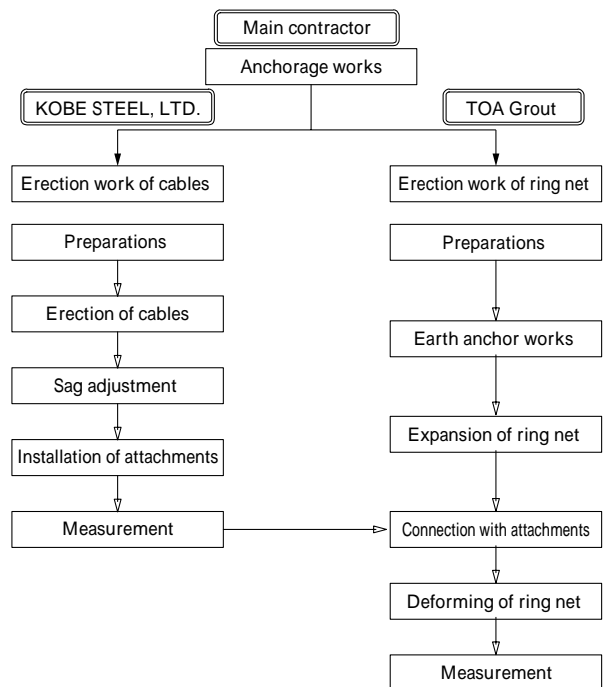 Main contractor
Anchorage works
KOBE STEEL, LTD.
TOA Grout
Erection work of cables
Erection work of ring net
Preparations
Preparations
Erection of cables
Earth anchor works
Sag adjustment
Expansion of ring net
Installation of attachments
Measurement
Connection with attachments
Deforming of ring net
Measurement